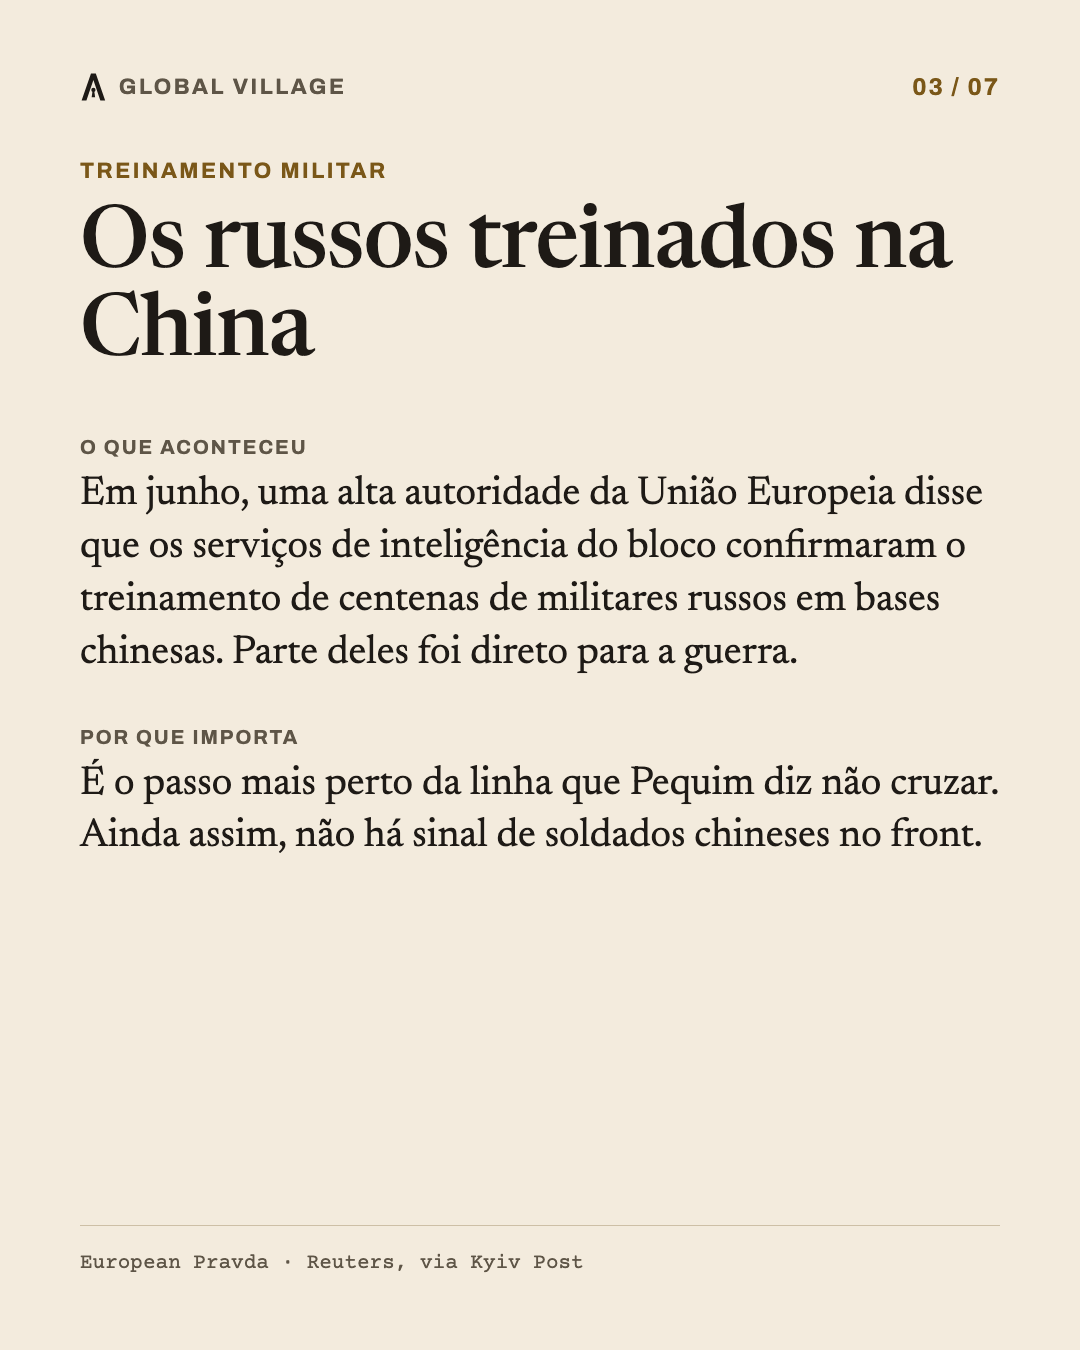 GLOBAL VILLAGE
03 / 07
TREINAMENTO MILITAR
Os russos treinados na
China
O QUE ACONTECEU
Em junho, uma alta autoridade da União Europeia disse
que os serviços de inteligência do bloco confirmaram o
treinamento de centenas de militares russos em bases
chinesas. Parte deles foi direto para a guerra.
POR QUE IMPORTA
É o passo mais perto da linha que Pequim diz não cruzar.
Ainda assim, não há sinal de soldados chineses no front.
European Pravda · Reuters, via Kyiv Post